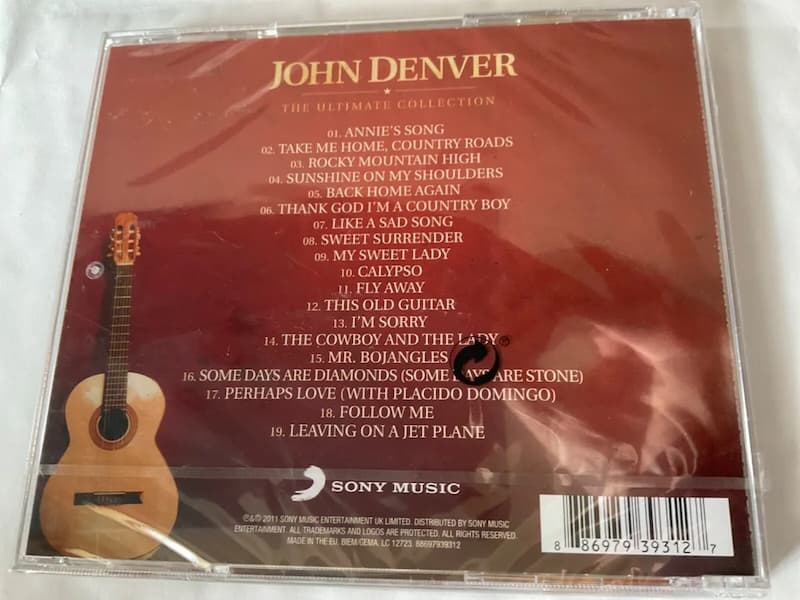 JOHN DENVER
THE ULTIMATE COLLECTION
01. ANNIE'S SONG
02. TAKE ME HOME, COUNTRY ROADS
03. ROCKY MOUNTAIN HIGH
04. SUNSHINE ON MY SHOULDERS
05. BACK HOME AGAIN
06. THANK GOD I'M A COUNTRY BOY
07. LIKE A SAD SONG
08. SWEET SURRENDER
09. MY SWEET LADY
10. CALYPSO
11. FLY AWAY
12. THIS OLD GUITAR
13. I'M SORRY
14. THE COWBOY AND THE LADY
15. MR. BOJANGLES
16. SOME DAYS ARE DIAMONDS (SOME DAYS ARE STONE)
17. PERHAPS LOVE (WITH PLACIDO DOMINGO)
18. FOLLOW ME
19. LEAVING ON A JET PLANE
SONY MUSIC
℗&© 2011 SONY MUSIC ENTERTAINMENT UK LIMITED. DISTRIBUTED BY SONY MUSIC
ENTERTAINMENT. ALL TRADEMARKS AND LOGOS ARE PROTECTED. ALL RIGHTS RESERVED.
MADE IN THE EU. BIEM/GEMA. LC 12723. 88697939312
8 86979 39312 7